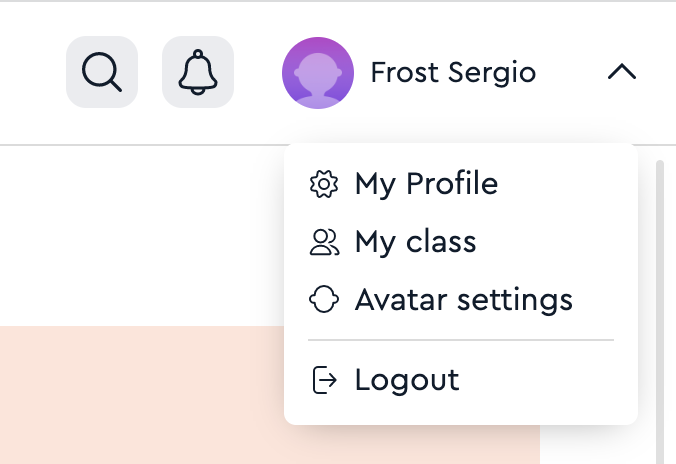 Frost Sergio
My Profile
My class
Avatar settings
Logout